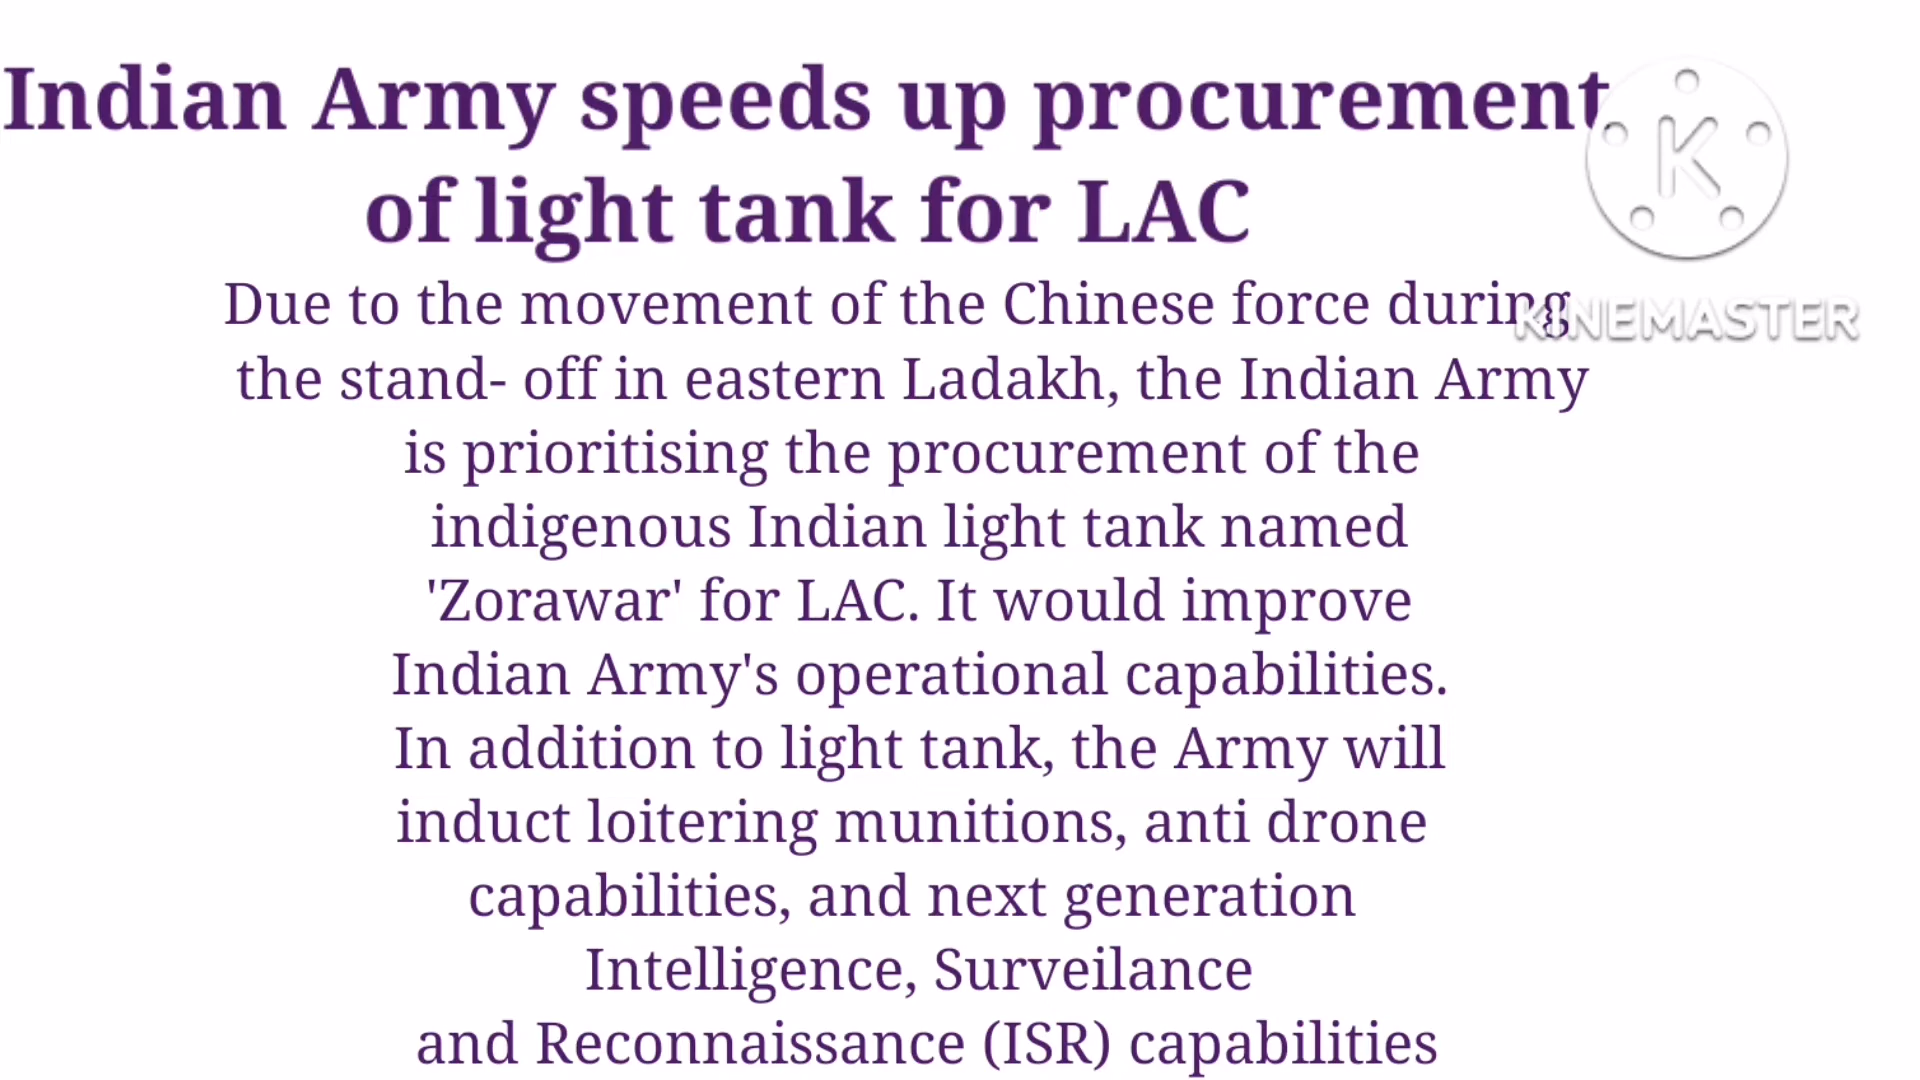 Indian Army speeds up procurement
of light tank for LAC
Due to the movement of the Chinese force during
the stand- off in eastern Ladakh, the Indian Army
is prioritising the procurement of the
indigenous Indian light tank named
'Zorawar' for LAC. It would improve
Indian Army's operational capabilities.
In addition to light tank, the Army will
induct loitering munitions, anti drone
capabilities, and next generation
Intelligence, Surveilance
and Reconnaissance (ISR) capabilities
K
KINEMASTER